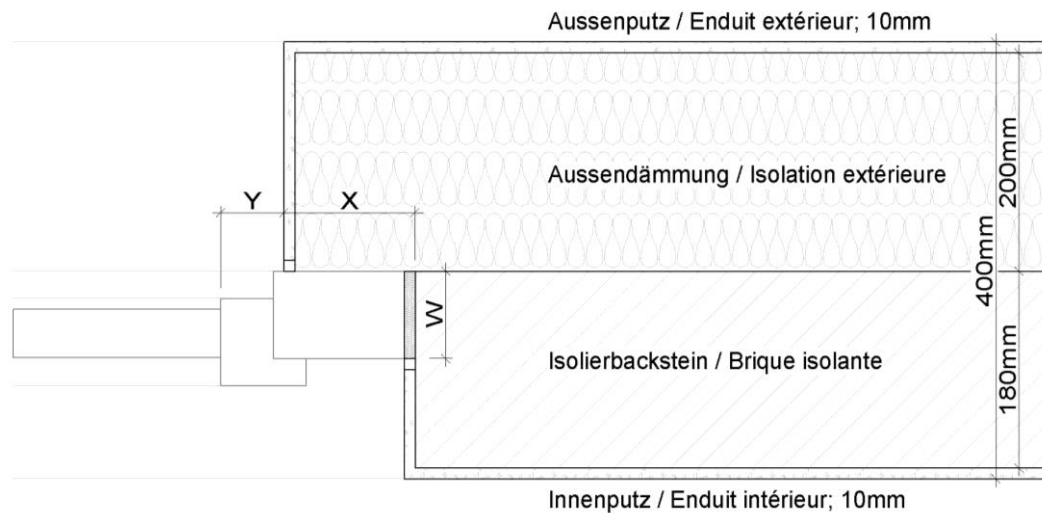 Aussenputz / Enduit extérieur; 10mm
Y
X
Aussendämmung / Isolation extérieure
200mm
400mm
W
Isolierbackstein / Brique isolante
180mm
Innenputz / Enduit intérieur; 10mm